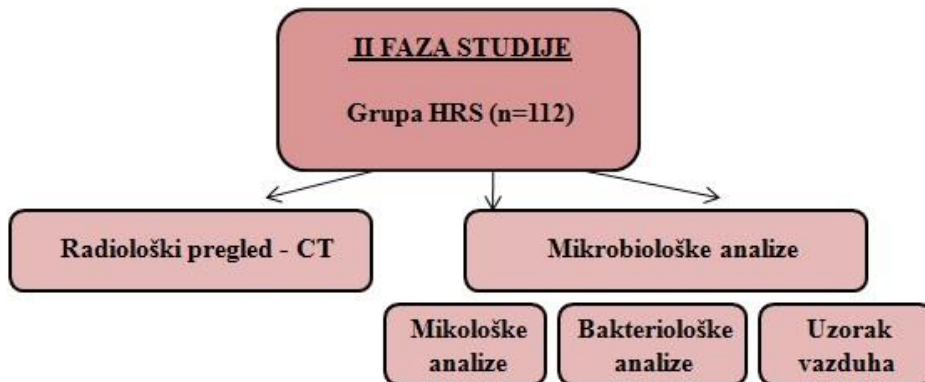 II FAZA STUDIJE
Grupa HRS (n=112)
Radiološki pregled - CT
Mikrobiološke analize
Mikološke
analize
Bakteriološke
analize
Uzorak
vazduha